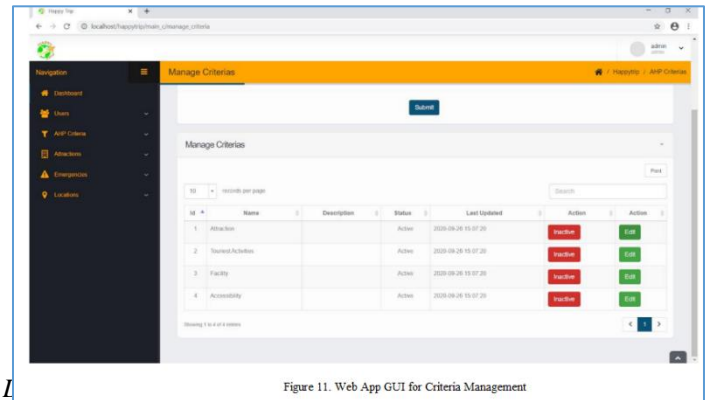 Happy Trip
localhost/happytrip/main_c/manage_criteria
admin
admin
Navigation
Manage Criterias
/ Happytrip / AHP Criterias
Dashboard
Users
AHP Criteria
Attractions
Emergencies
Locations
Submit
Manage Criterias
Print
10 records per page
Search
Id Name Description Status Last Updated Action Action
1 Attraction Active 2020-09-26 15:07:20 Inactive Edit
2 Tourism Activities Active 2020-09-26 15:07:20 Inactive Edit
3 Facility Active 2020-09-26 15:07:20 Inactive Edit
4 Accessibility Active 2020-09-26 15:07:20 Inactive Edit
Showing 1 to 4 of 4 entries
1
Figure 11. Web App GUI for Criteria Management